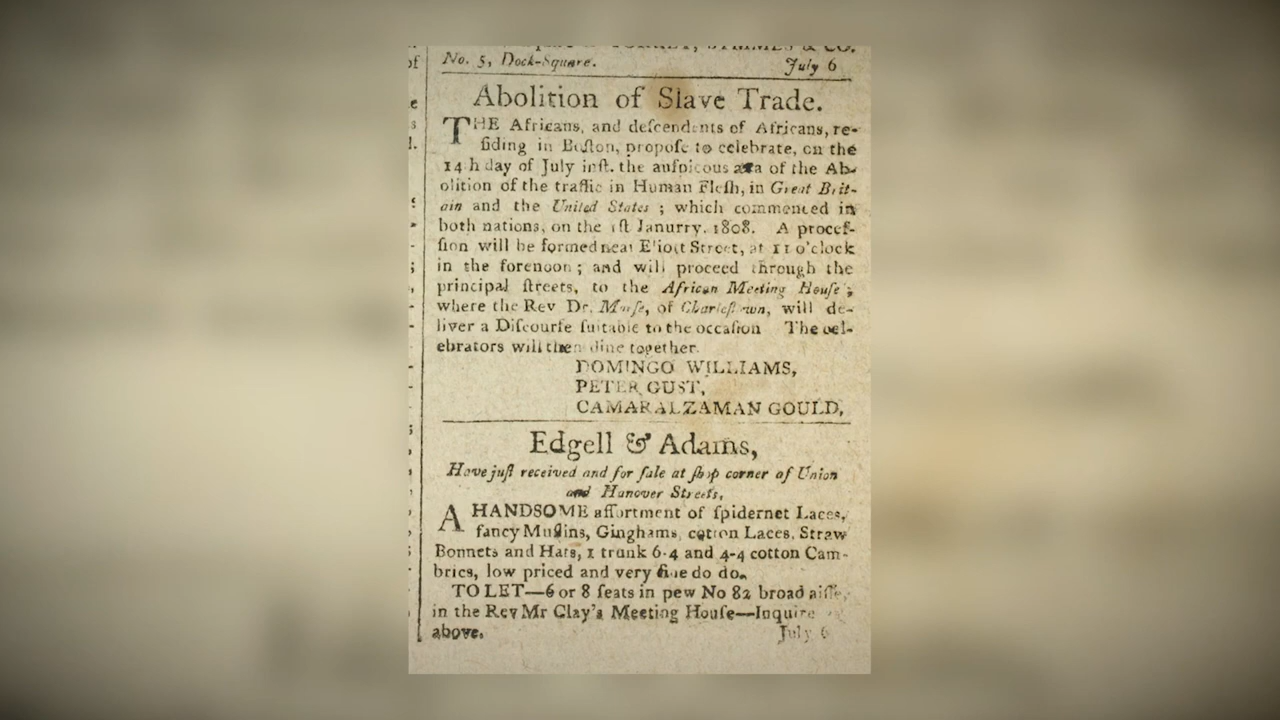 No. 5, Dock-Square. July 6
Abolition of Slave Trade.
THE Africans, and deſcendents of Africans, re-
ſiding in Boſton, propoſe to celebrate, on the
14 h day of July inſt. the auſpicous æra of the Ab-
olition of the traffic in Human Fleſh, in Great Brit-
ain and the United States ; which commenced in
both nations, on the 1ſt Janurry, 1808. A proceſ-
ſion will be formed near Eliott Street, at 11 o'clock
in the forenoon ; and will proceed through the
principal ſtreets, to the African Meeting Houſe ;
where the Rev Dr. Morſe, of Charleſtown, will de-
liver a Diſcourſe ſuitable to the occaſion The cel-
ebrators will then dine together.
DOMINGO WILLIAMS,
PETER GUST,
CAMARALZAMAN GOULD,
Edgell & Adams,
Have juſt received and for ſale at ſhop corner of Union
and Hanover Streets,
A HANDSOME aſſortment of ſpidernet Laces,
fancy Muſlins, Ginghams, cotton Laces, Straw
Bonnets and Hats, 1 trunk 6-4 and 4-4 cotton Cam-
brics, low priced and very fine do do.
TO LET—6 or 8 ſeats in pew No 82 broad aiſle,
in the Rev Mr Clay's Meeting Houſe—Inquire
above. July 6